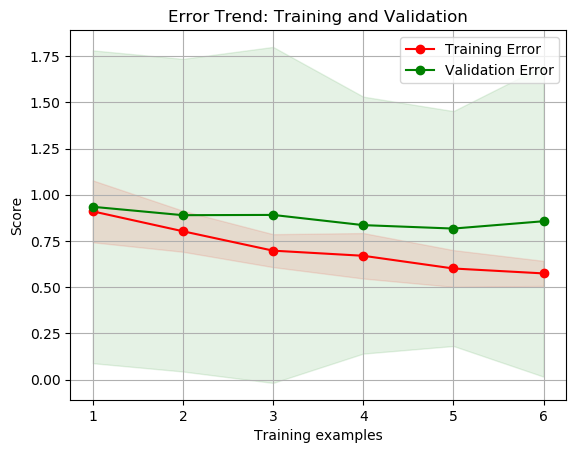 Error Trend: Training and Validation
Training Error
Validation Error
1.75
1.50
1.25
1.00
0.75
0.50
0.25
0.00
Score
1 2 3 4 5 6
Training examples